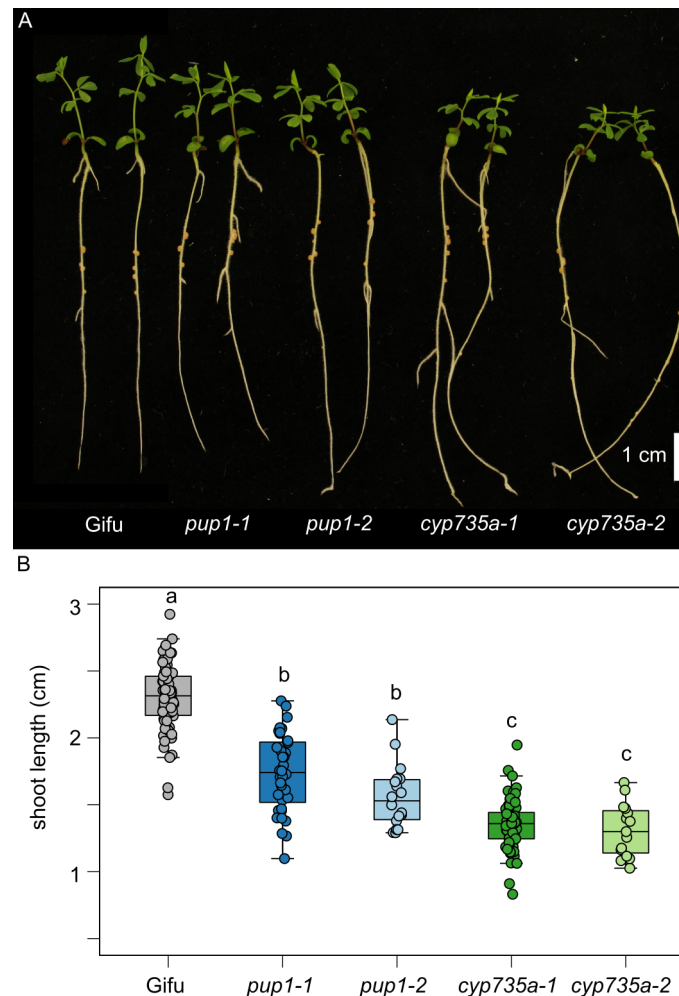 A
1 cm
Gifu pup1-1 pup1-2 cyp735a-1 cyp735a-2
B
a
b
b
c
c
shoot length (cm)
3
2
1
Gifu pup1-1 pup1-2 cyp735a-1 cyp735a-2